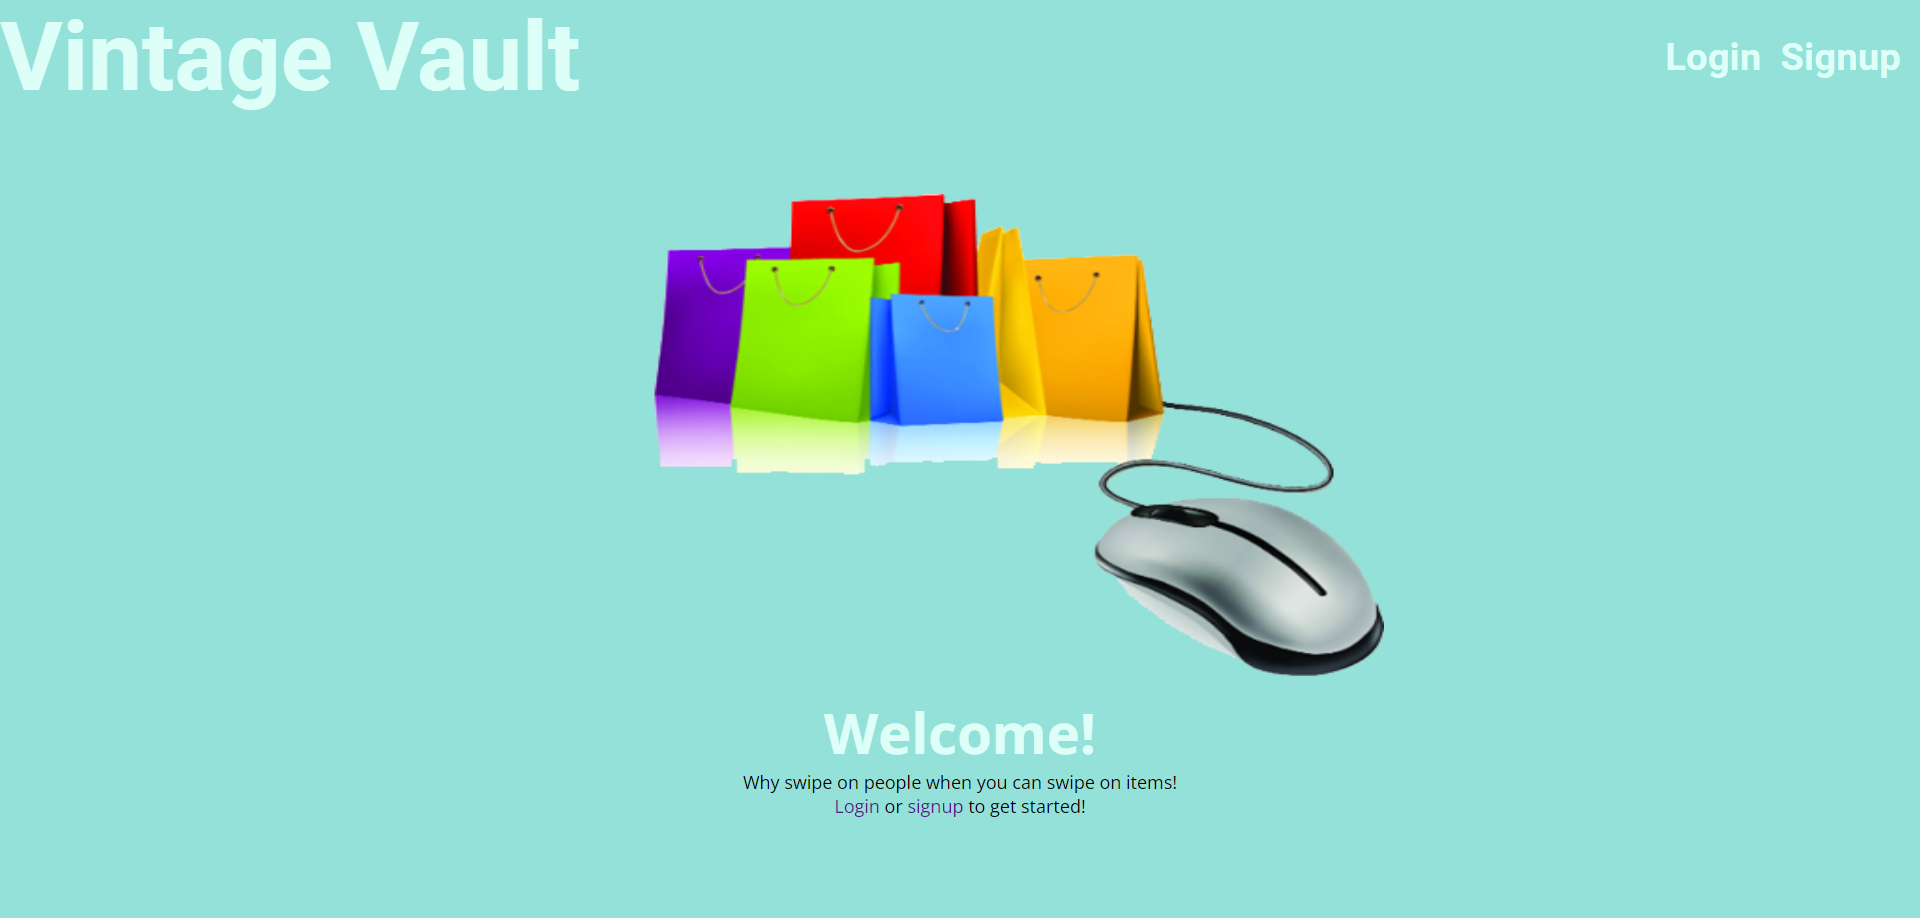 Vintage Vault
Login Signup
Welcome!
Why swipe on people when you can swipe on items!
Login or signup to get started!